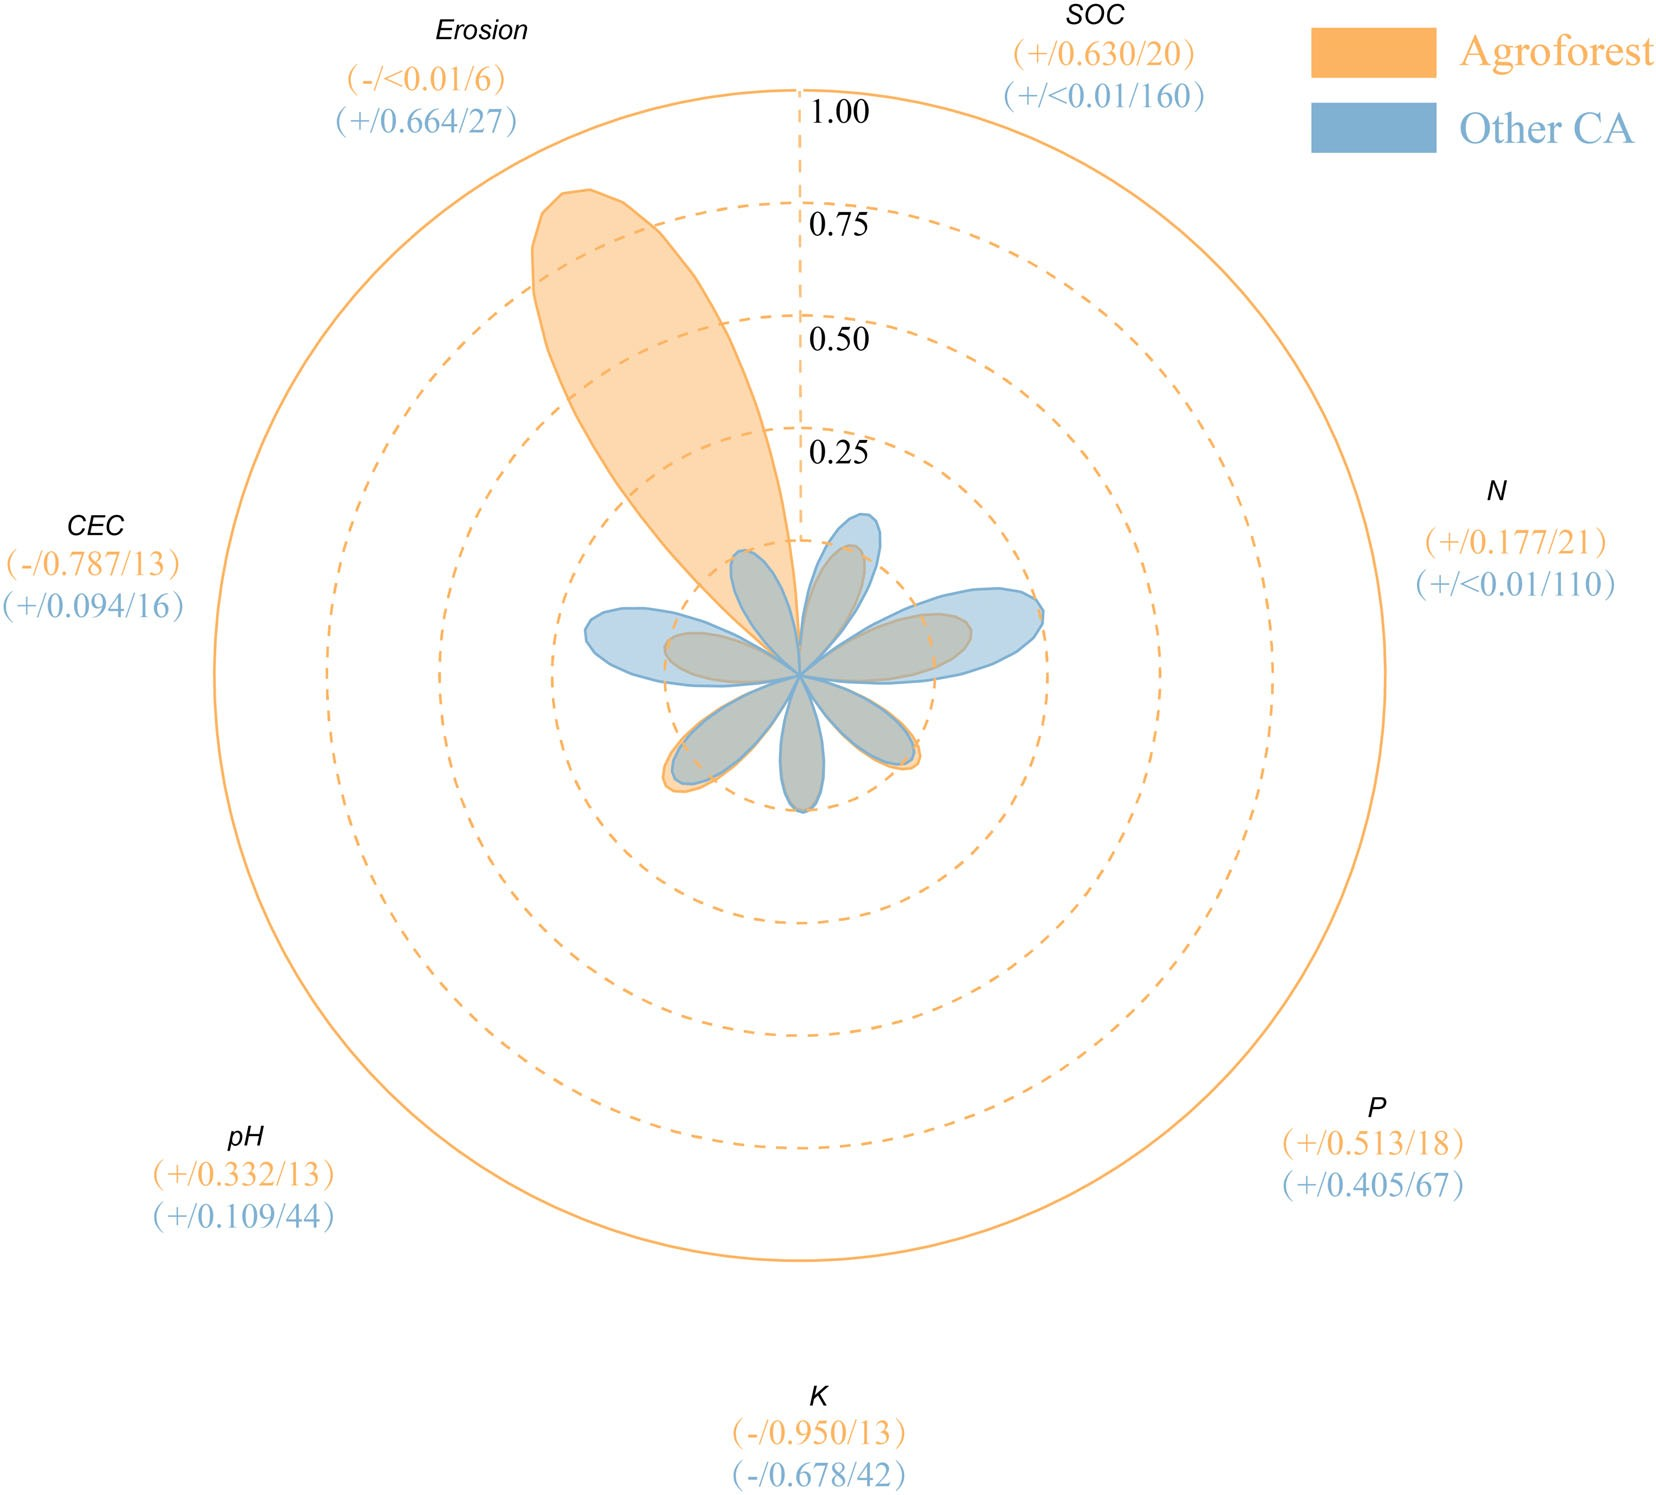 Erosion
(-/<0.01/6)
(+/0.664/27)
SOC
(+/0.630/20)
(+/<0.01/160)
Agroforest
Other CA
1.00
0.75
0.50
0.25
N
(+/0.177/21)
(+/<0.01/110)
CEC
(-/0.787/13)
(+/0.094/16)
P
(+/0.513/18)
(+/0.405/67)
pH
(+/0.332/13)
(+/0.109/44)
K
(-/0.950/13)
(-/0.678/42)